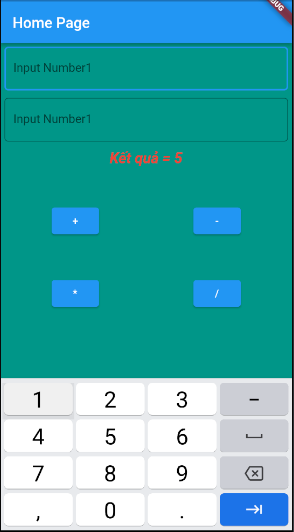 BUG
Home Page
Input Number1
Input Number1
Kết quả = 5
+ -
* /
1 2 3 –
4 5 6
7 8 9
, 0 .